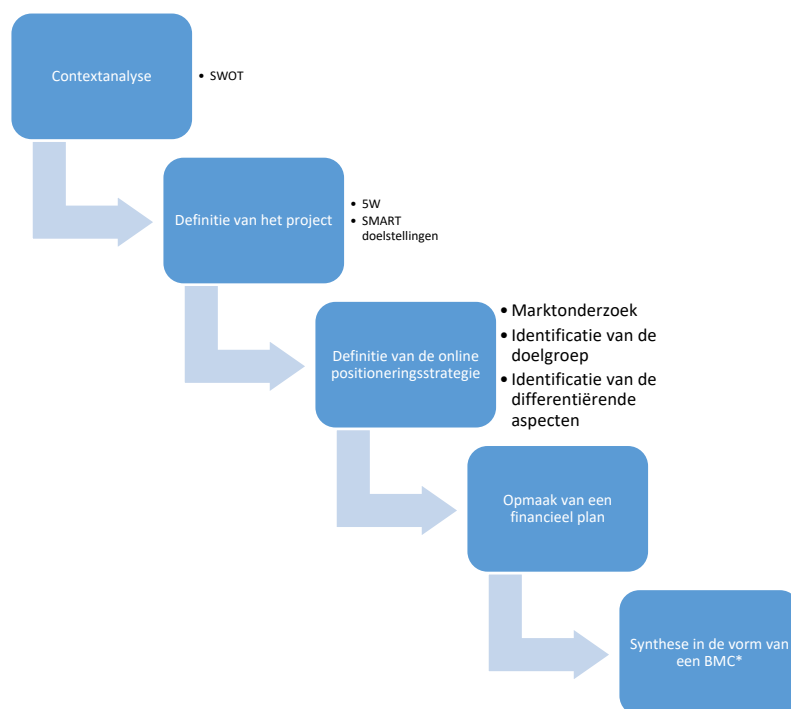 Contextanalyse
• SWOT
Definitie van het project
• 5W
• SMART
doelstellingen
Definitie van de online
positioneringsstrategie
• Marktonderzoek
• Identificatie van de
doelgroep
• Identificatie van de
differentiërende
aspecten
Opmaak van een
financieel plan
Synthese in de vorm van
een BMC*